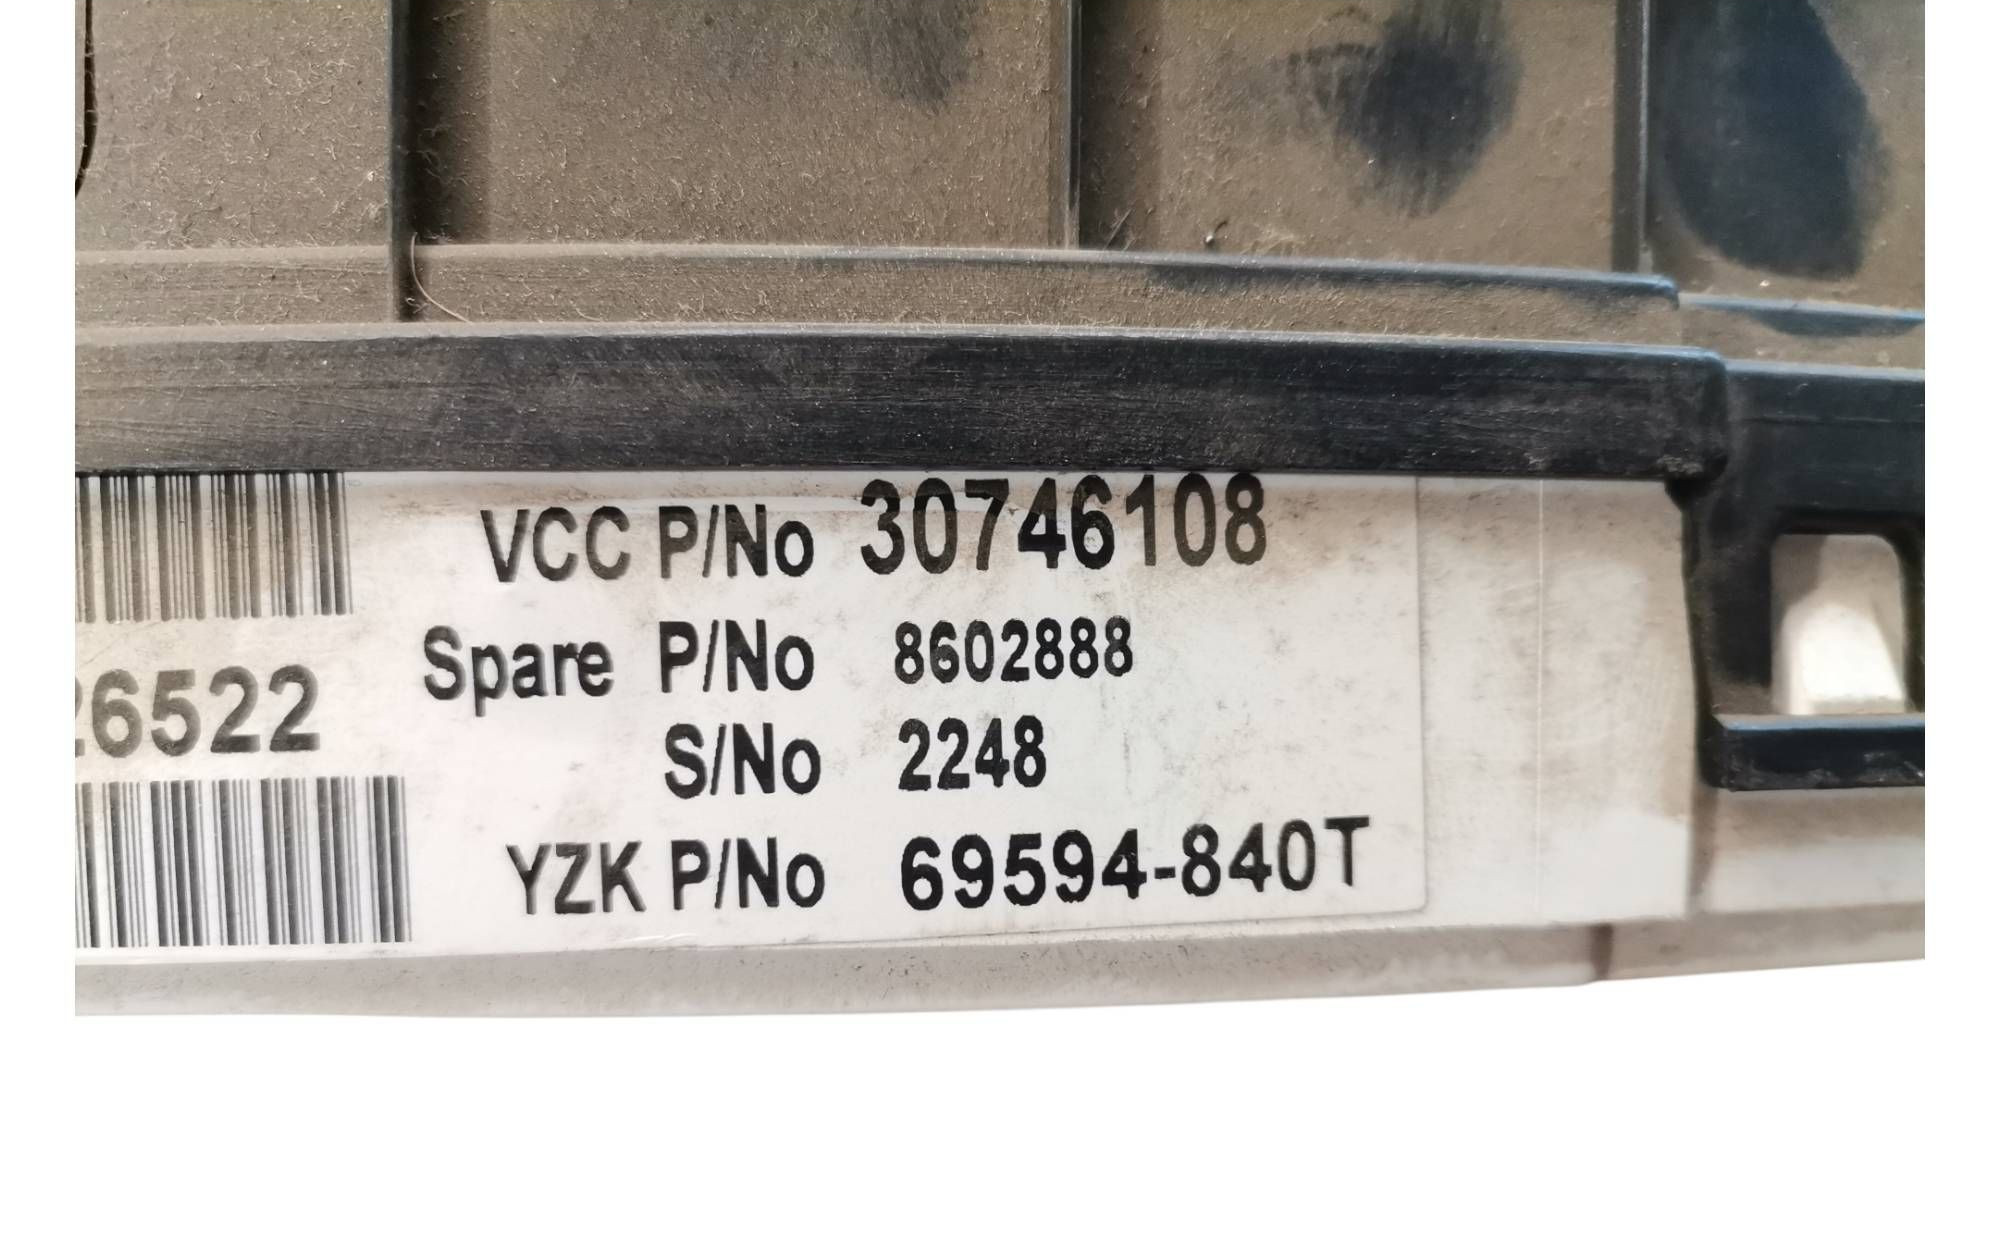 VCC P/No 30746108
Spare P/No 8602888
26522
S/No 2248
YZK P/No 69594-840T